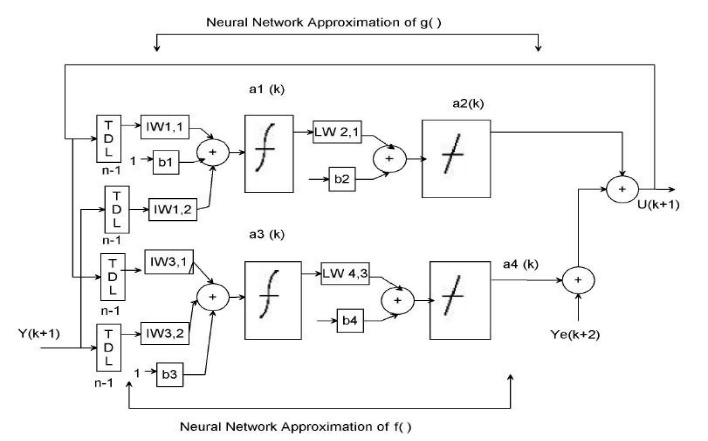 Neural Network Approximation of g( )
a1 (k)
a2(k)
T
D
L
n-1
IW1,1
1
b1
+
LW 2,1
b2
+
+
U(k+1)
T
D
L
n-1
IW1,2
a3 (k)
T
D
L
n-1
IW3,1
+
LW 4,3
b4
+
a4 (k)
+
Ye(k+2)
Y(k+1)
T
D
L
n-1
IW3,2
1
b3
Neural Network Approximation of f( )